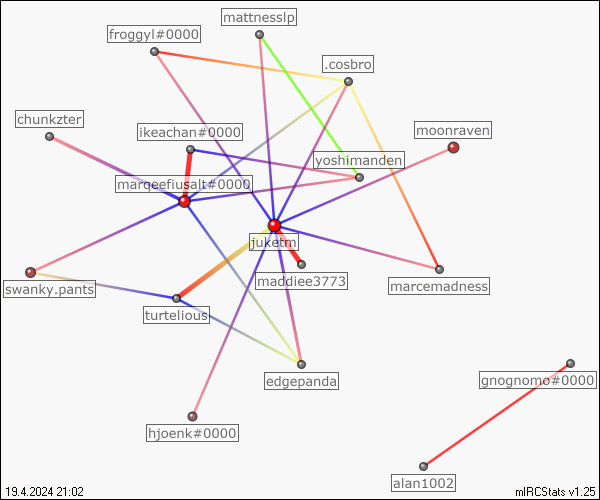 mattnesslp
froggyl#0000
.cosbro
chunkzter
ikeachan#0000
moonraven
yoshimanden
marqeefiusalt#0000
juketm
swanky.pants
maddiee3773
marcemadness
turtelious
edgepanda
gnognomo#0000
hjoenk#0000
alan1002
19.4.2024 21:02
mIRCStats v1.25